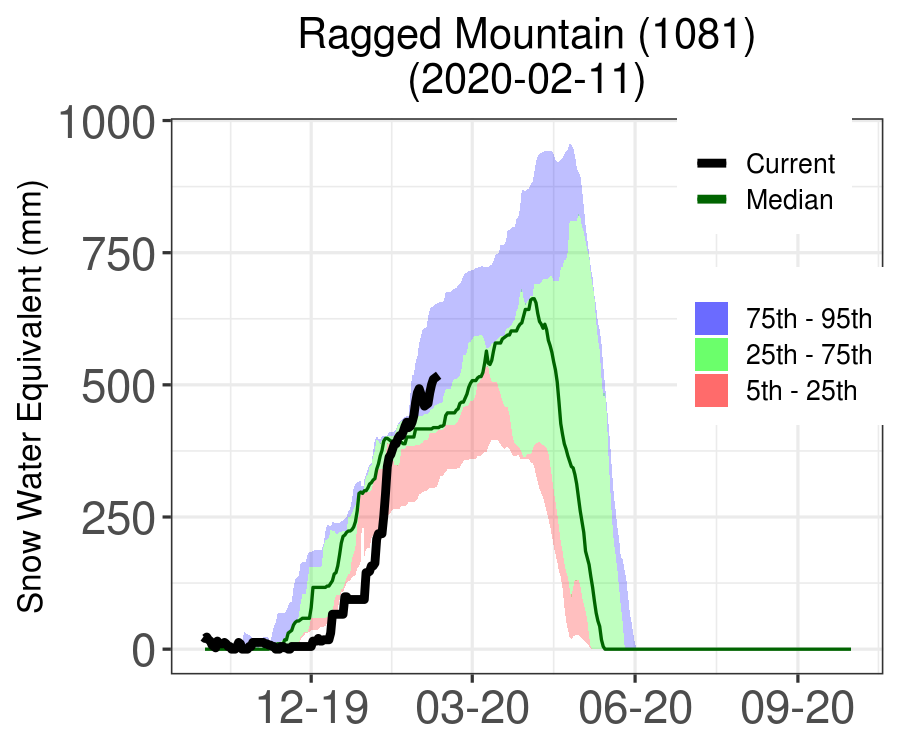 Ragged Mountain (1081)
(2020-02-11)
Snow Water Equivalent (mm)
1000
750
500
250
0
12-19
03-20
06-20
09-20
Current
Median
75th - 95th
25th - 75th
5th - 25th